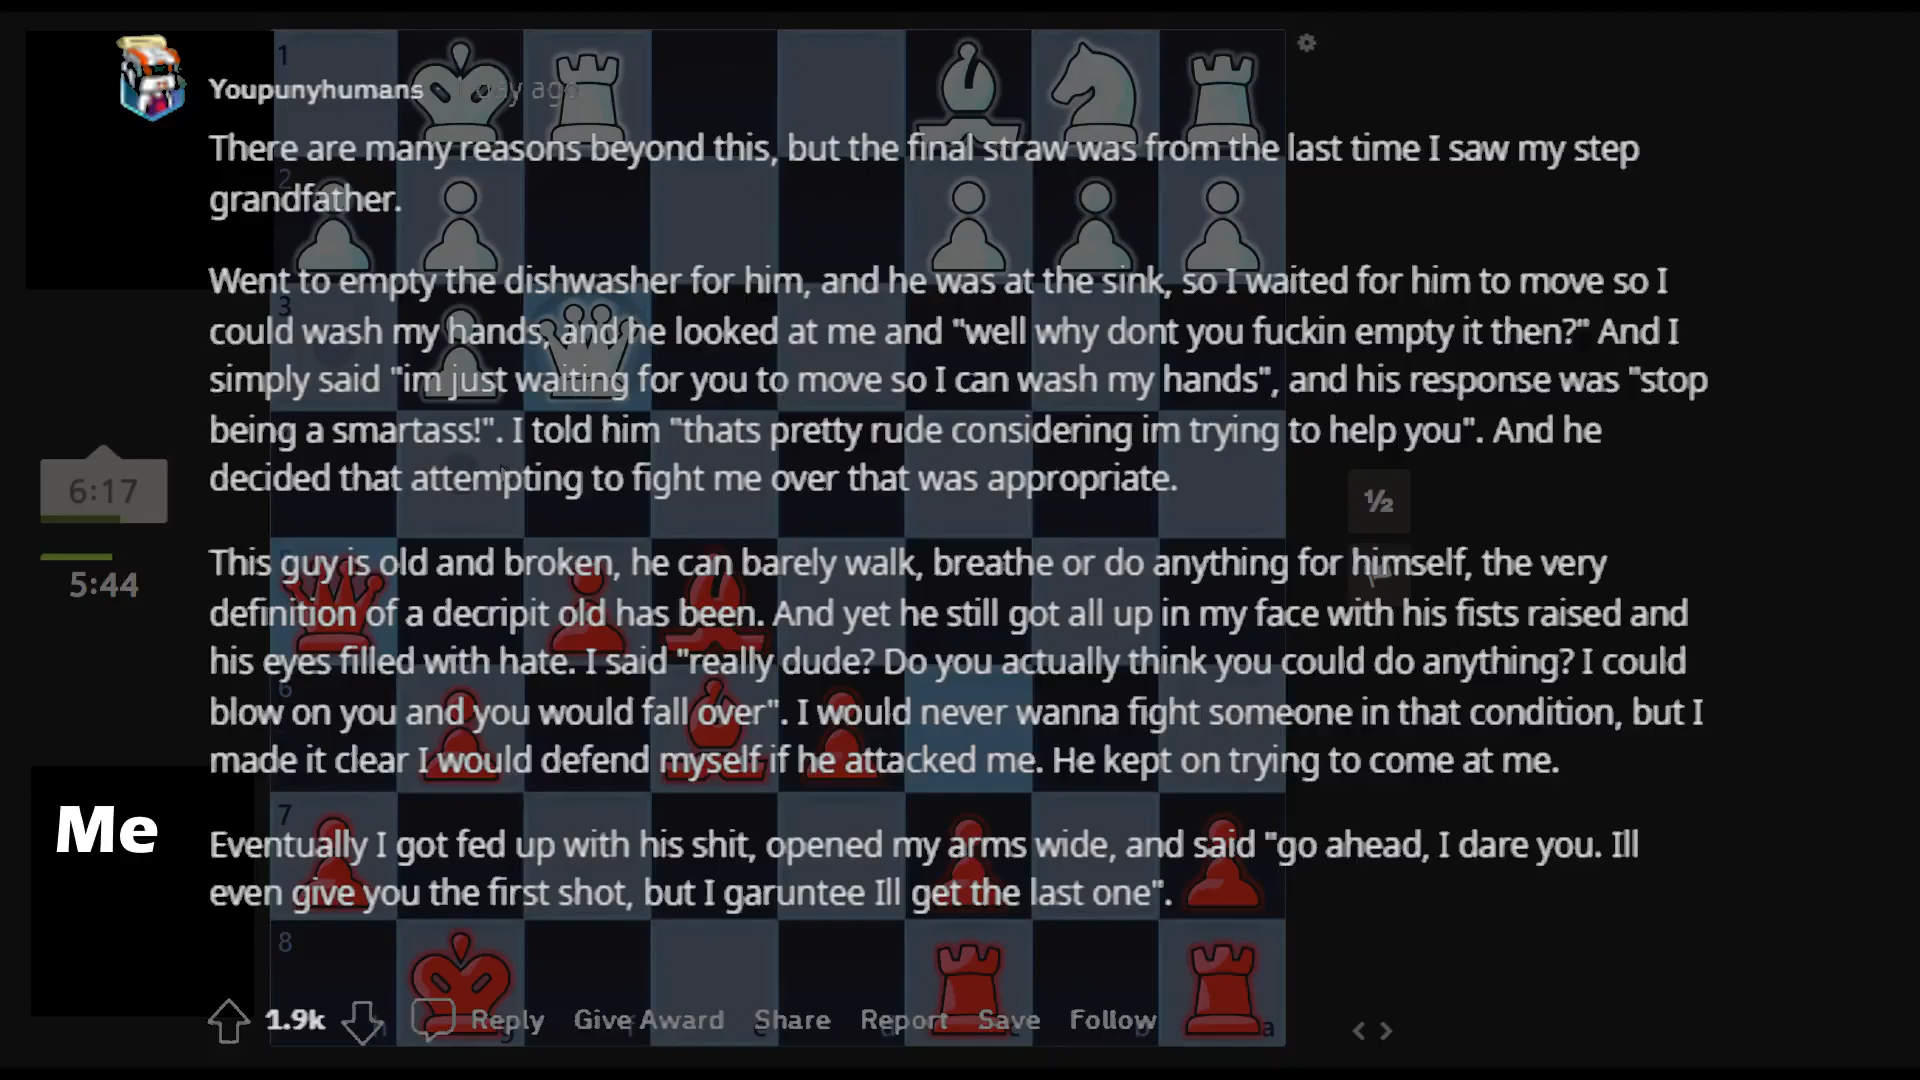 1
Youpunyhumans 1 day ago
There are many reasons beyond this, but the final straw was from the last time I saw my step
2
grandfather.
Went to empty the dishwasher for him, and he was at the sink, so I waited for him to move so I
3
could wash my hands, and he looked at me and "well why dont you fuckin empty it then?" And I
simply said "im just waiting for you to move so I can wash my hands", and his response was "stop
being a smartass!". I told him "thats pretty rude considering im trying to help you". And he
decided that attempting to fight me over that was appropriate.
6:17
½
This guy is old and broken, he can barely walk, breathe or do anything for himself, the very
5:44
definition of a decripit old has been. And yet he still got all up in my face with his fists raised and
his eyes filled with hate. I said "really dude? Do you actually think you could do anything? I could
6
blow on you and you would fall over". I would never wanna fight someone in that condition, but I
made it clear I would defend myself if he attacked me. He kept on trying to come at me.
7
Me
Eventually I got fed up with his shit, opened my arms wide, and said "go ahead, I dare you. Ill
even give you the first shot, but I garuntee Ill get the last one".
8
1.9k Reply Give Award Share Report Save Follow
a